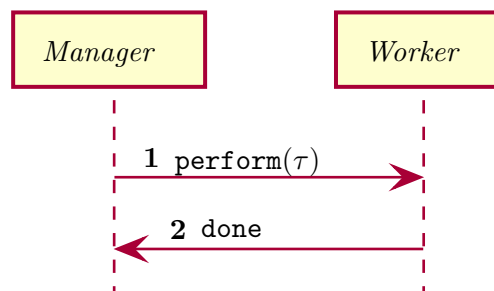 Manager
Worker
1 perform(τ)
2 done